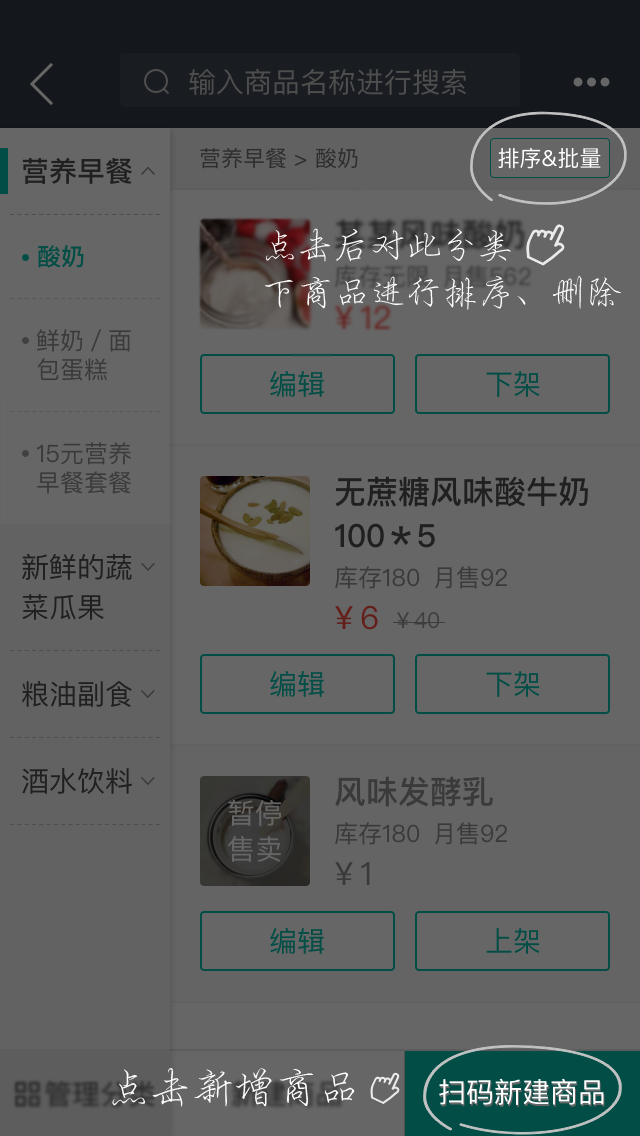 输入商品名称进行搜索
营养早餐
营养早餐 > 酸奶
排序&批量
• 酸奶
• 鲜奶 / 面
包蛋糕
• 15元营养
早餐套餐
新鲜的蔬
菜瓜果
粮油副食
酒水饮料
某某风味酸奶
库存无限 月售562
¥12
点击后对此分类
下商品进行排序、删除
编辑 下架
无蔗糖风味酸牛奶
100*5
库存180 月售92
¥6 ¥40
编辑 下架
暂停
售卖
风味发酵乳
库存180 月售92
¥1
编辑 上架
管理分类
点击新增商品
扫码新建商品